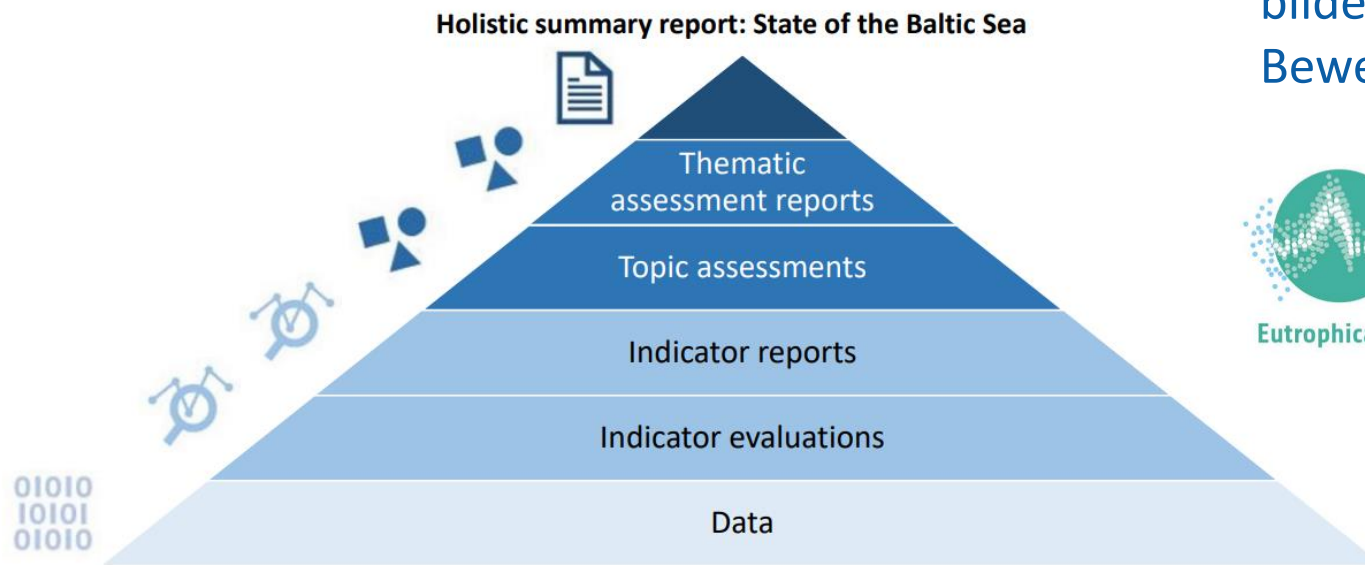 Holistic summary report: State of the Baltic Sea
Thematic
assessment reports
Topic assessments
Indicator reports
Indicator evaluations
Data
01010
10101
01010